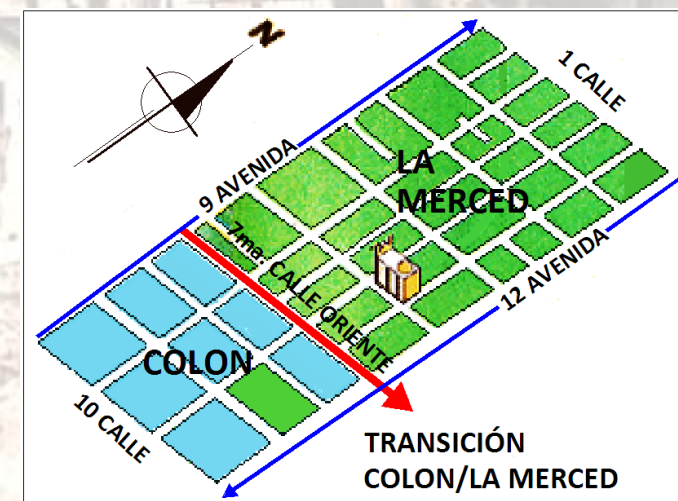 N
1 CALLE
9 AVENIDA
LA
MERCED
7ma. CALLE ORIENTE
12 AVENIDA
COLON
10 CALLE
TRANSICIÓN
COLON/LA MERCED